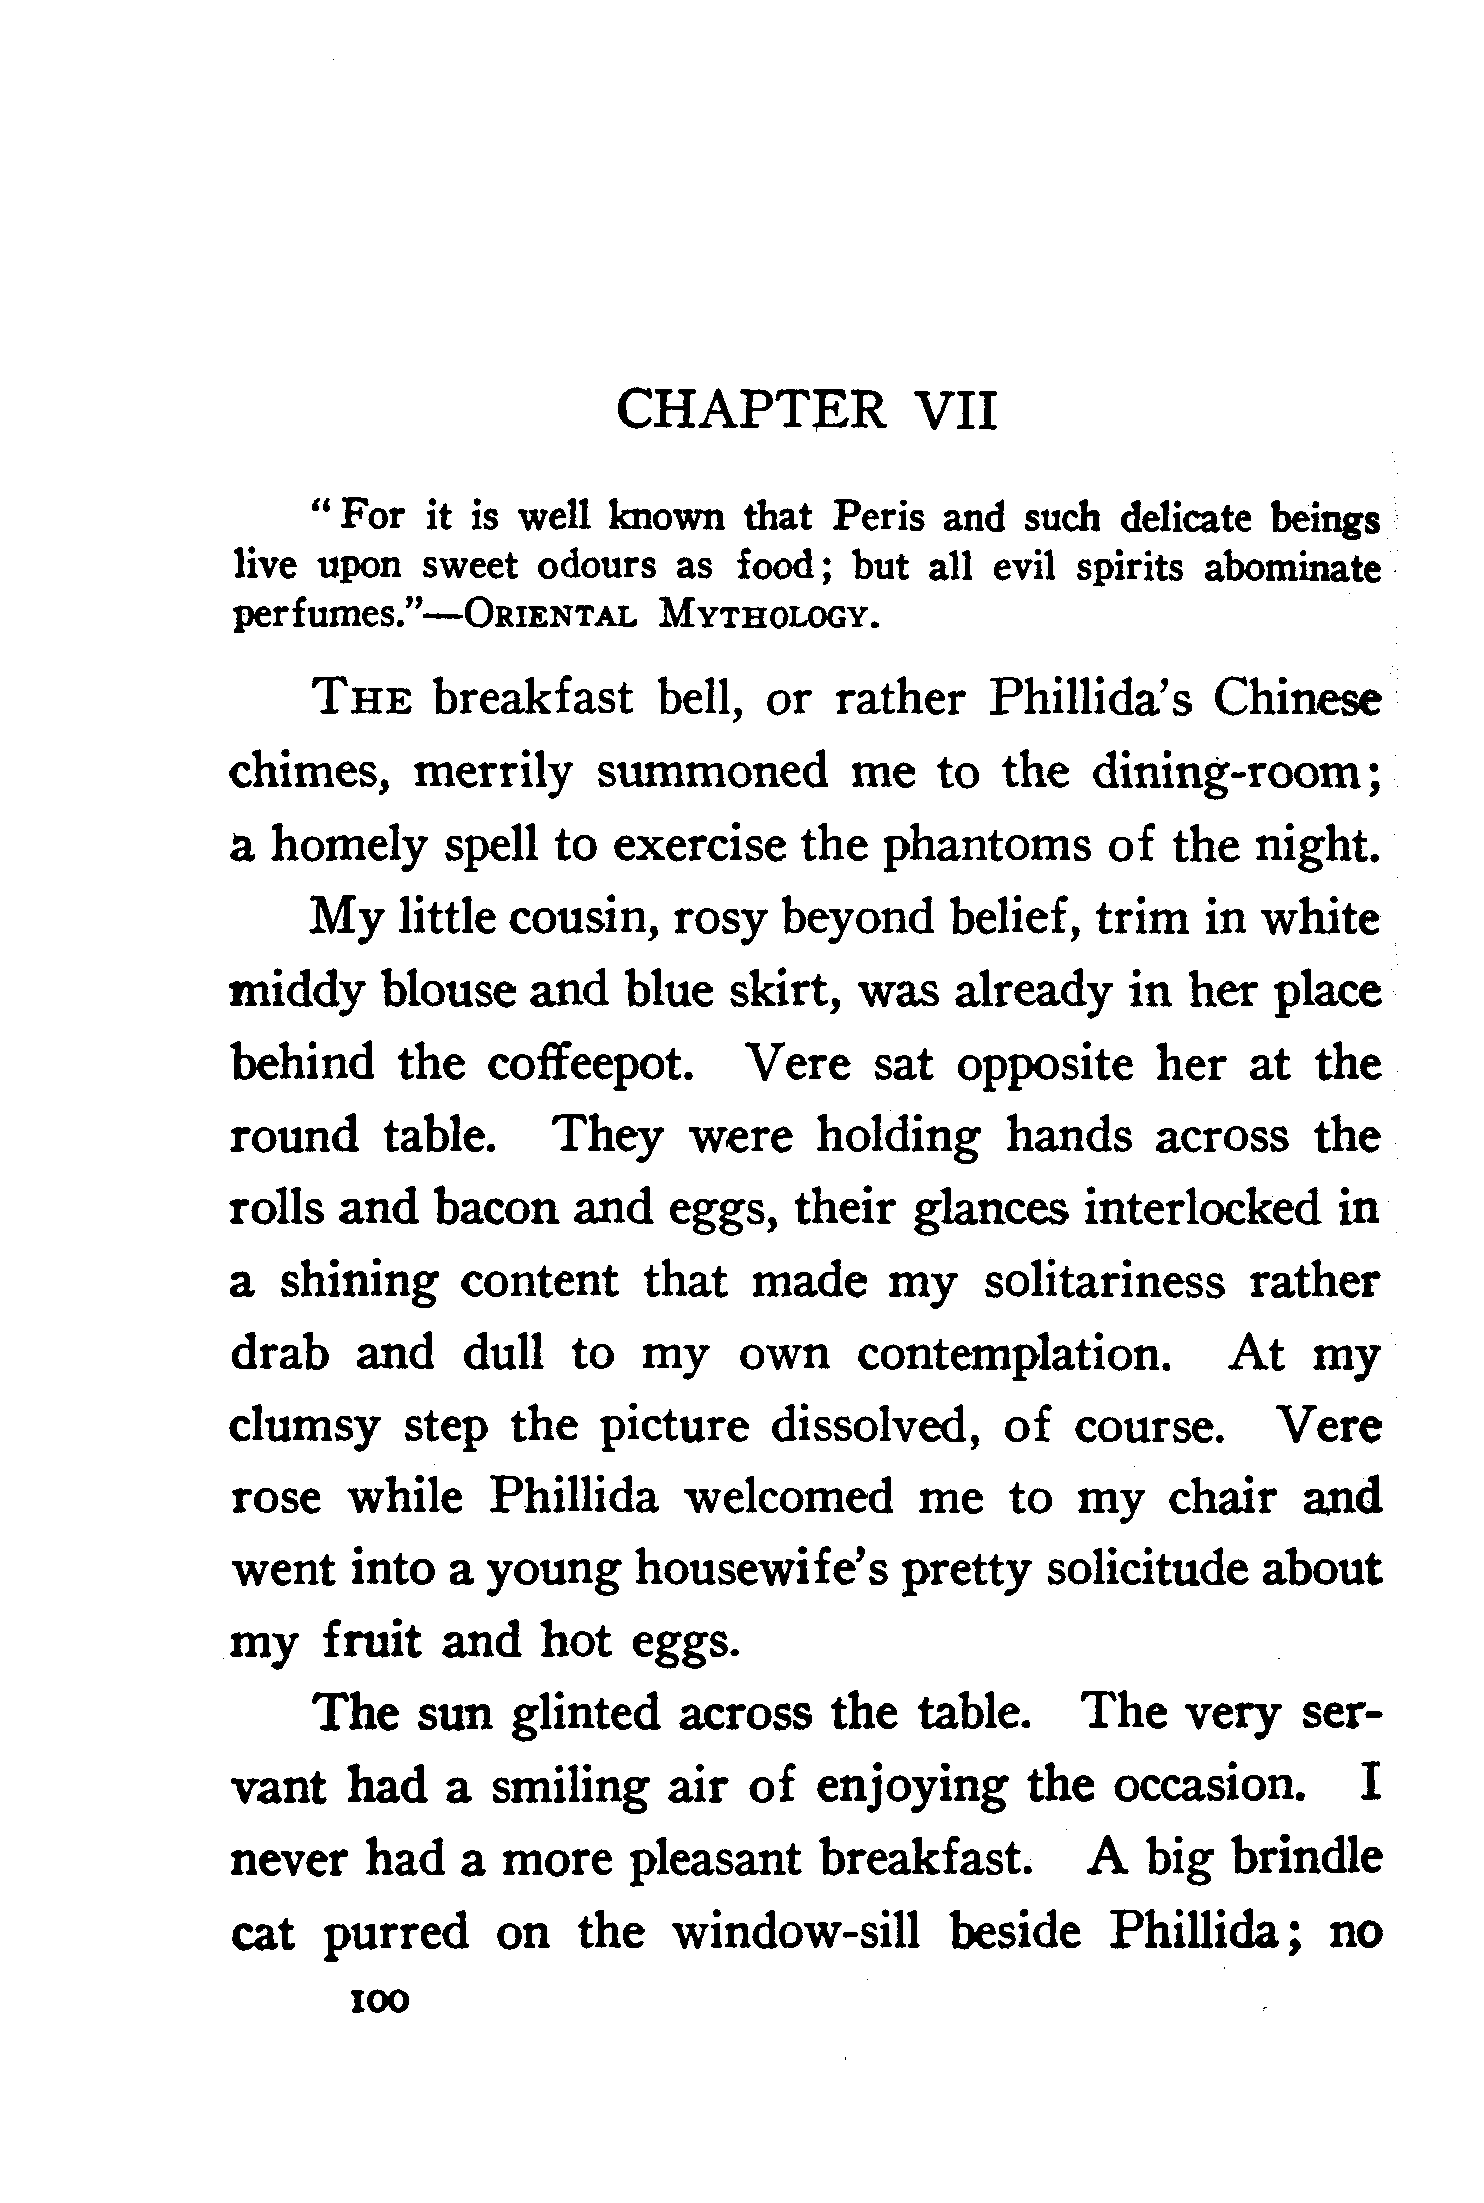 CHAPTER VII
“For it is well known that Peris and such delicate beings
live upon sweet odours as food; but all evil spirits abominate
perfumes.”—ORIENTAL MYTHOLOGY.
THE breakfast bell, or rather Phillida's Chinese
chimes, merrily summoned me to the dining-room;
a homely spell to exercise the phantoms of the night.
My little cousin, rosy beyond belief, trim in white
middy blouse and blue skirt, was already in her place
behind the coffeepot. Vere sat opposite her at the
round table. They were holding hands across the
rolls and bacon and eggs, their glances interlocked in
a shining content that made my solitariness rather
drab and dull to my own contemplation. At my
clumsy step the picture dissolved, of course. Vere
rose while Phillida welcomed me to my chair and
went into a young housewife's pretty solicitude about
my fruit and hot eggs.
The sun glinted across the table. The very ser-
vant had a smiling air of enjoying the occasion. I
never had a more pleasant breakfast. A big brindle
cat purred on the window-sill beside Phillida; no
100